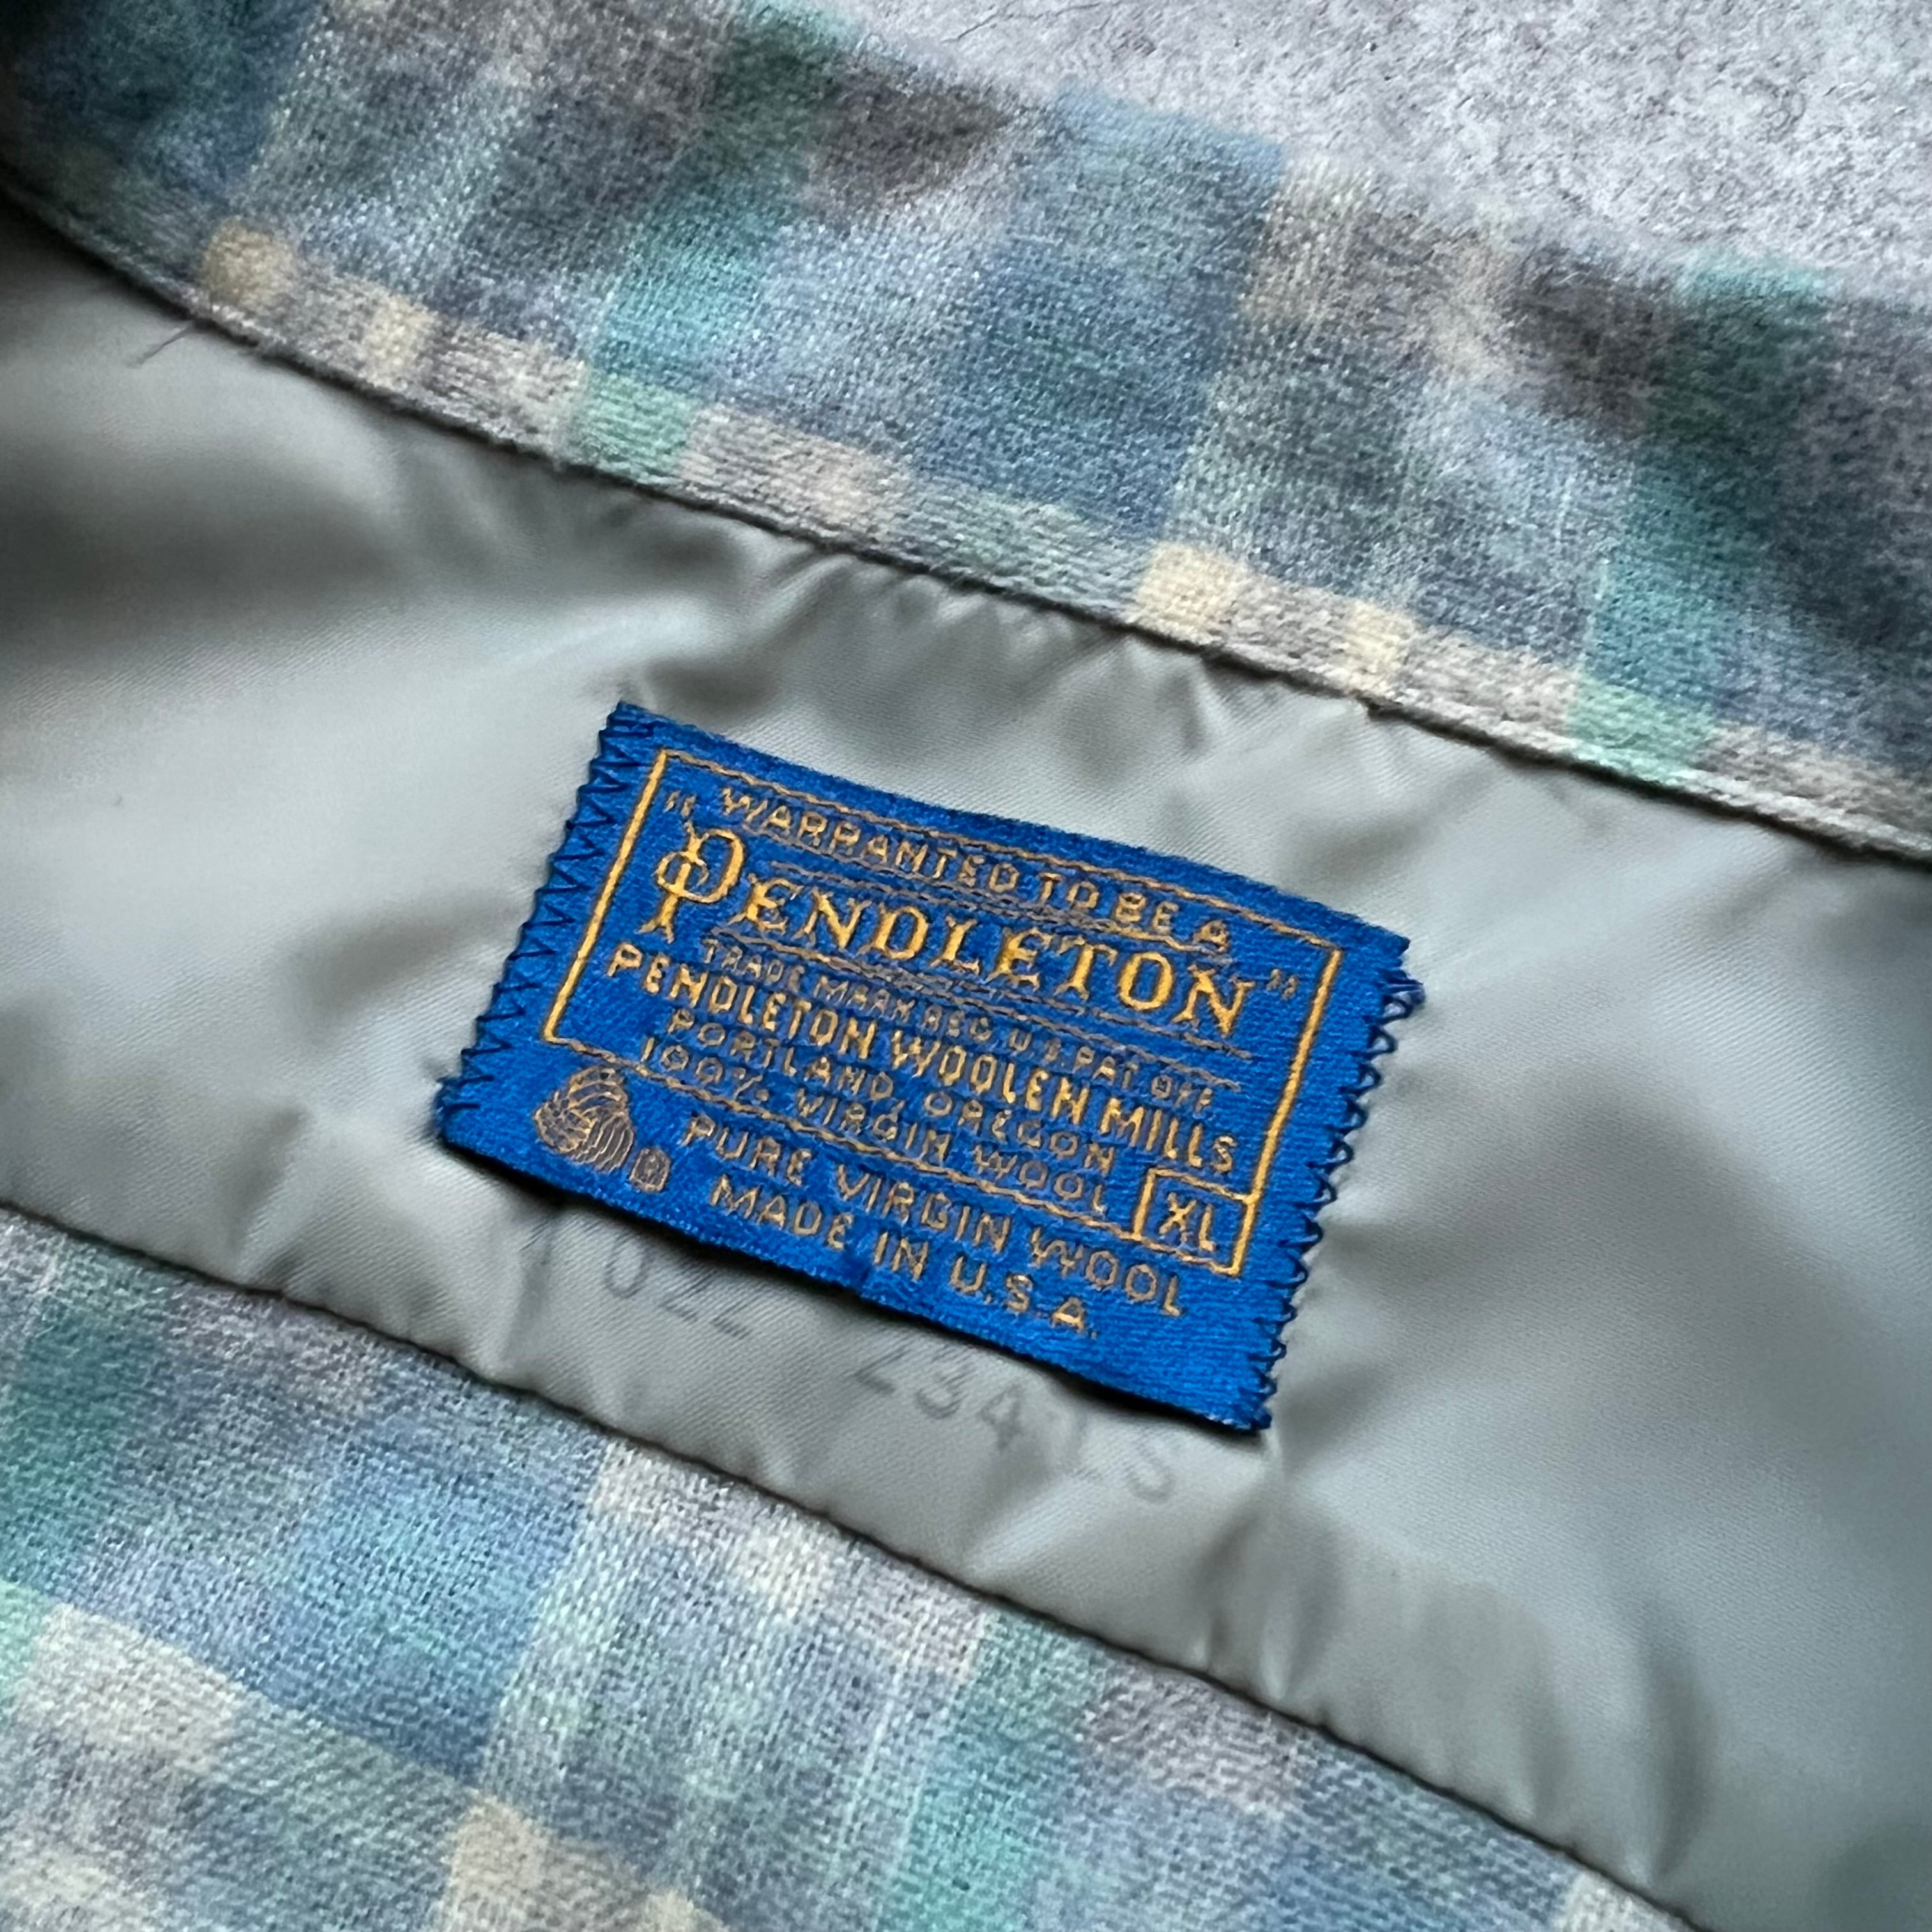 "WARRANTED TO BE A
PENDLETON"
TRADE MARK REG. U.S. PAT. OFF.
PENDLETON WOOLEN MILLS
PORTLAND, OREGON
100% VIRGIN WOOL
XL
PURE VIRGIN WOOL
R
MADE IN U.S.A.